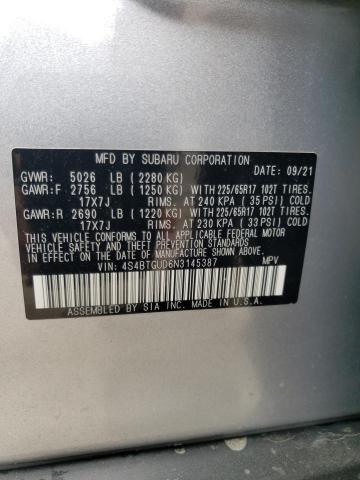 MFD BY SUBARU CORPORATION
GVWR: 5026 LB (2280 KG) DATE: 09/21
GAWR:F 2756 LB (1250 KG) WITH 225/65R17 102T TIRES,
17X7J RIMS, AT 240 KPA (35 PSI) COLD
GAWR:R 2690 LB (1220 KG) WITH 225/65R17 102T TIRES,
17X7J RIMS, AT 230 KPA (33 PSI) COLD
THIS VEHICLE CONFORMS TO ALL APPLICABLE FEDERAL MOTOR
VEHICLE SAFETY, BUMPER, AND THEFT PREVENTION STANDARDS
IN EFFECT ON THE DATE OF MANUFACTURE SHOWN ABOVE.
VIN: 4S4BTGUD6N3145387 MPV
ASSEMBLED BY SIA INC. MADE IN U.S.A.